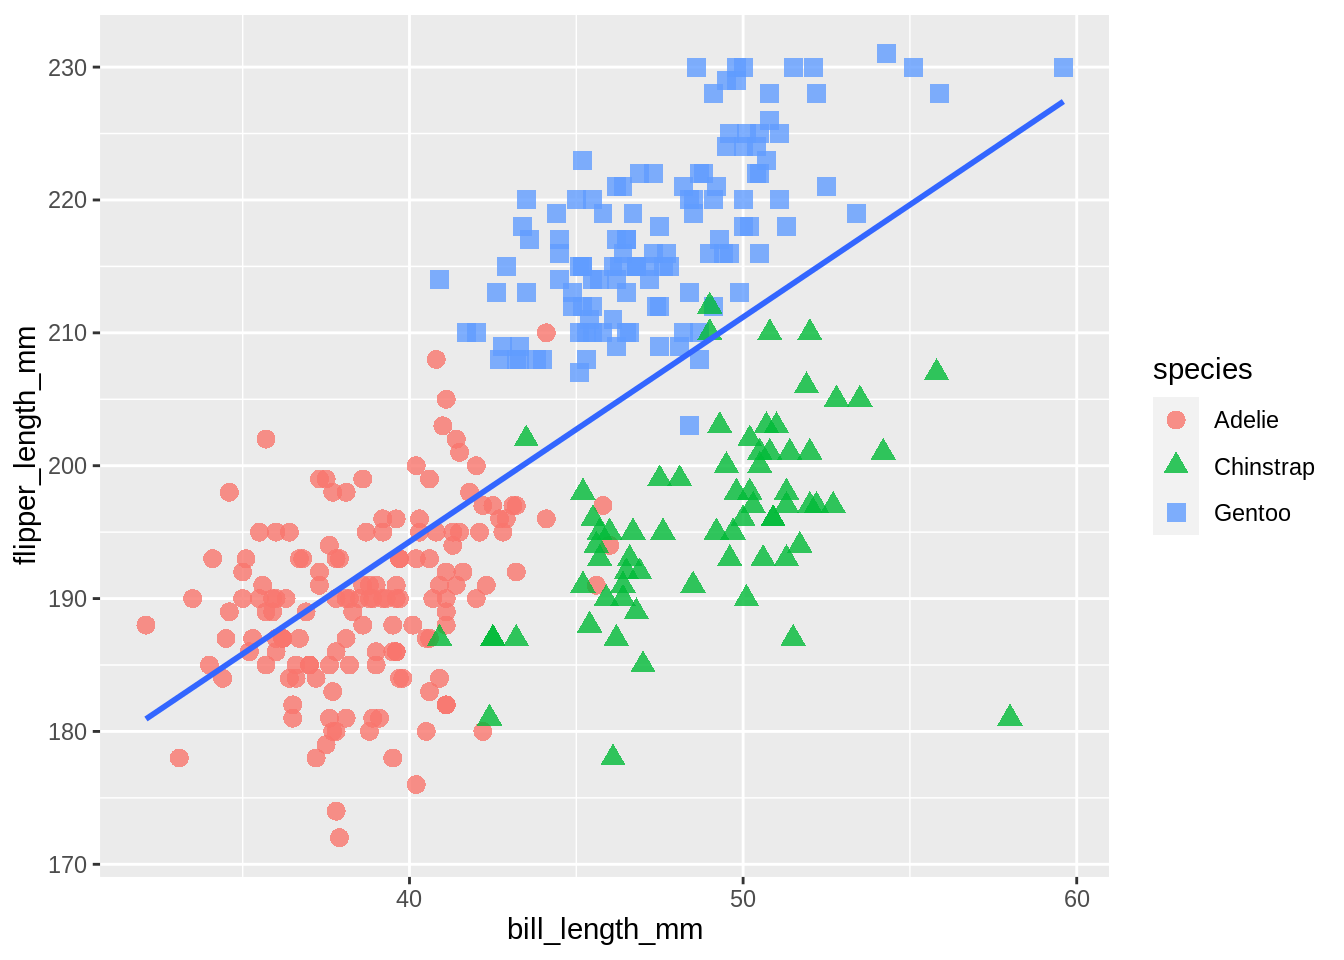 230
220
210
200
190
180
170
flipper_length_mm
40 50 60
bill_length_mm
species
Adelie
Chinstrap
Gentoo